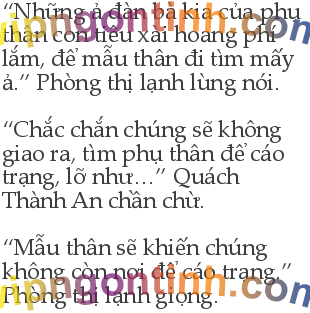 “Những ả đàn bà kia của phụ
thân con tiêu xài hoang phí
lắm, để mẫu thân đi tìm mấy
ả.” Phòng thị lạnh lùng nói.
“Chắc chắn chúng sẽ không
giao ra, tìm phụ thân để cáo
trạng, lỡ như…” Quách
Thành An chần chừ.
“Mẫu thân sẽ khiến chúng
không còn nơi để cáo trạng.”
Phòng thị lạnh giọng.